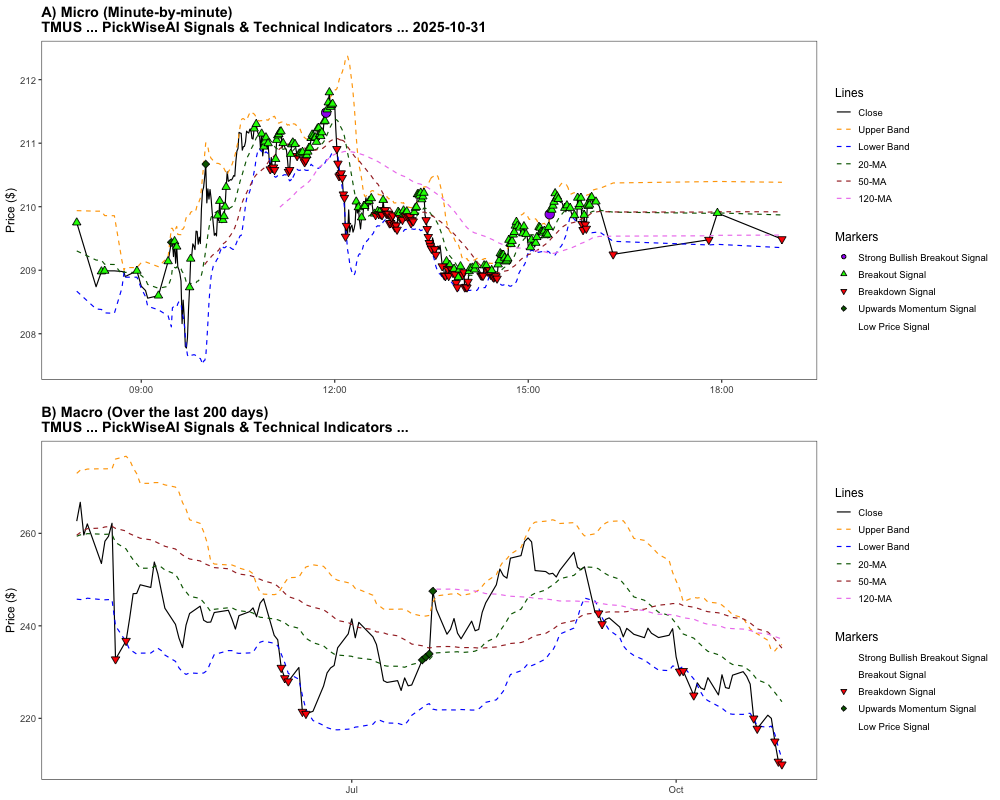 A) Micro (Minute-by-minute)
TMUS ... PickWiseAI Signals & Technical Indicators ... 2025-10-31
Price ($)
212
211
210
209
208
09:00
12:00
15:00
18:00
Lines
Close
Upper Band
Lower Band
20-MA
50-MA
120-MA
Markers
Strong Bullish Breakout Signal
Breakout Signal
Breakdown Signal
Upwards Momentum Signal
Low Price Signal
B) Macro (Over the last 200 days)
TMUS ... PickWiseAI Signals & Technical Indicators ...
Price ($)
260
240
220
Jul
Oct
Lines
Close
Upper Band
Lower Band
20-MA
50-MA
120-MA
Markers
Strong Bullish Breakout Signal
Breakout Signal
Breakdown Signal
Upwards Momentum Signal
Low Price Signal